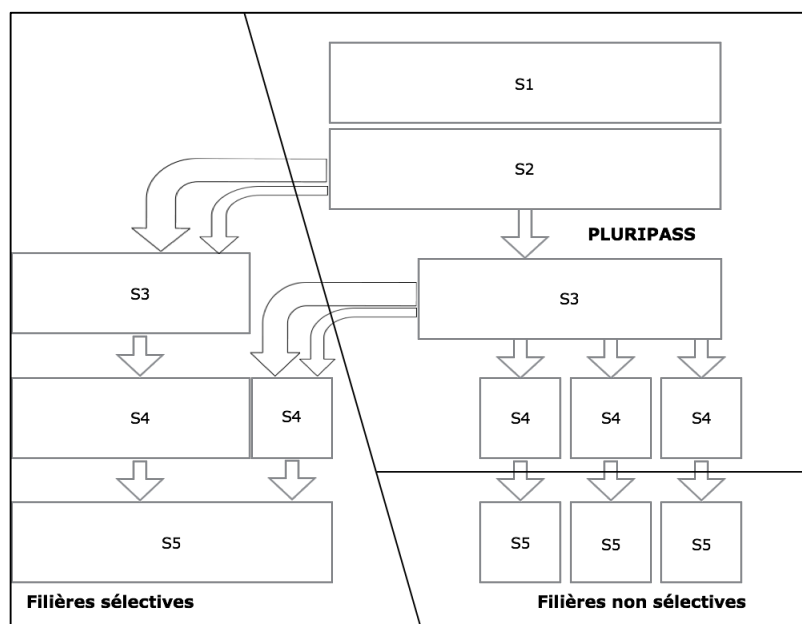 S1
S2
PLURIPASS
S3
S3
S4
S4
S4
S4
S4
S5
S5
S5
S5
Filières sélectives
Filières non sélectives